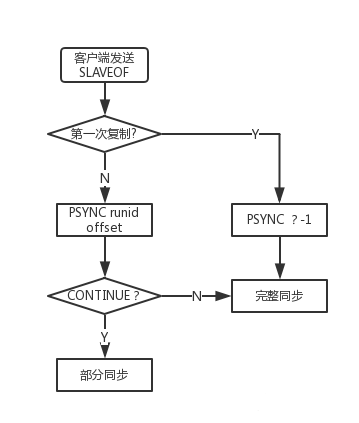 客户端发送
SLAVEOF
第一次复制?
Y
N
PSYNC runid
offset
PSYNC ? -1
CONTINUE ?
N
完整同步
Y
部分同步